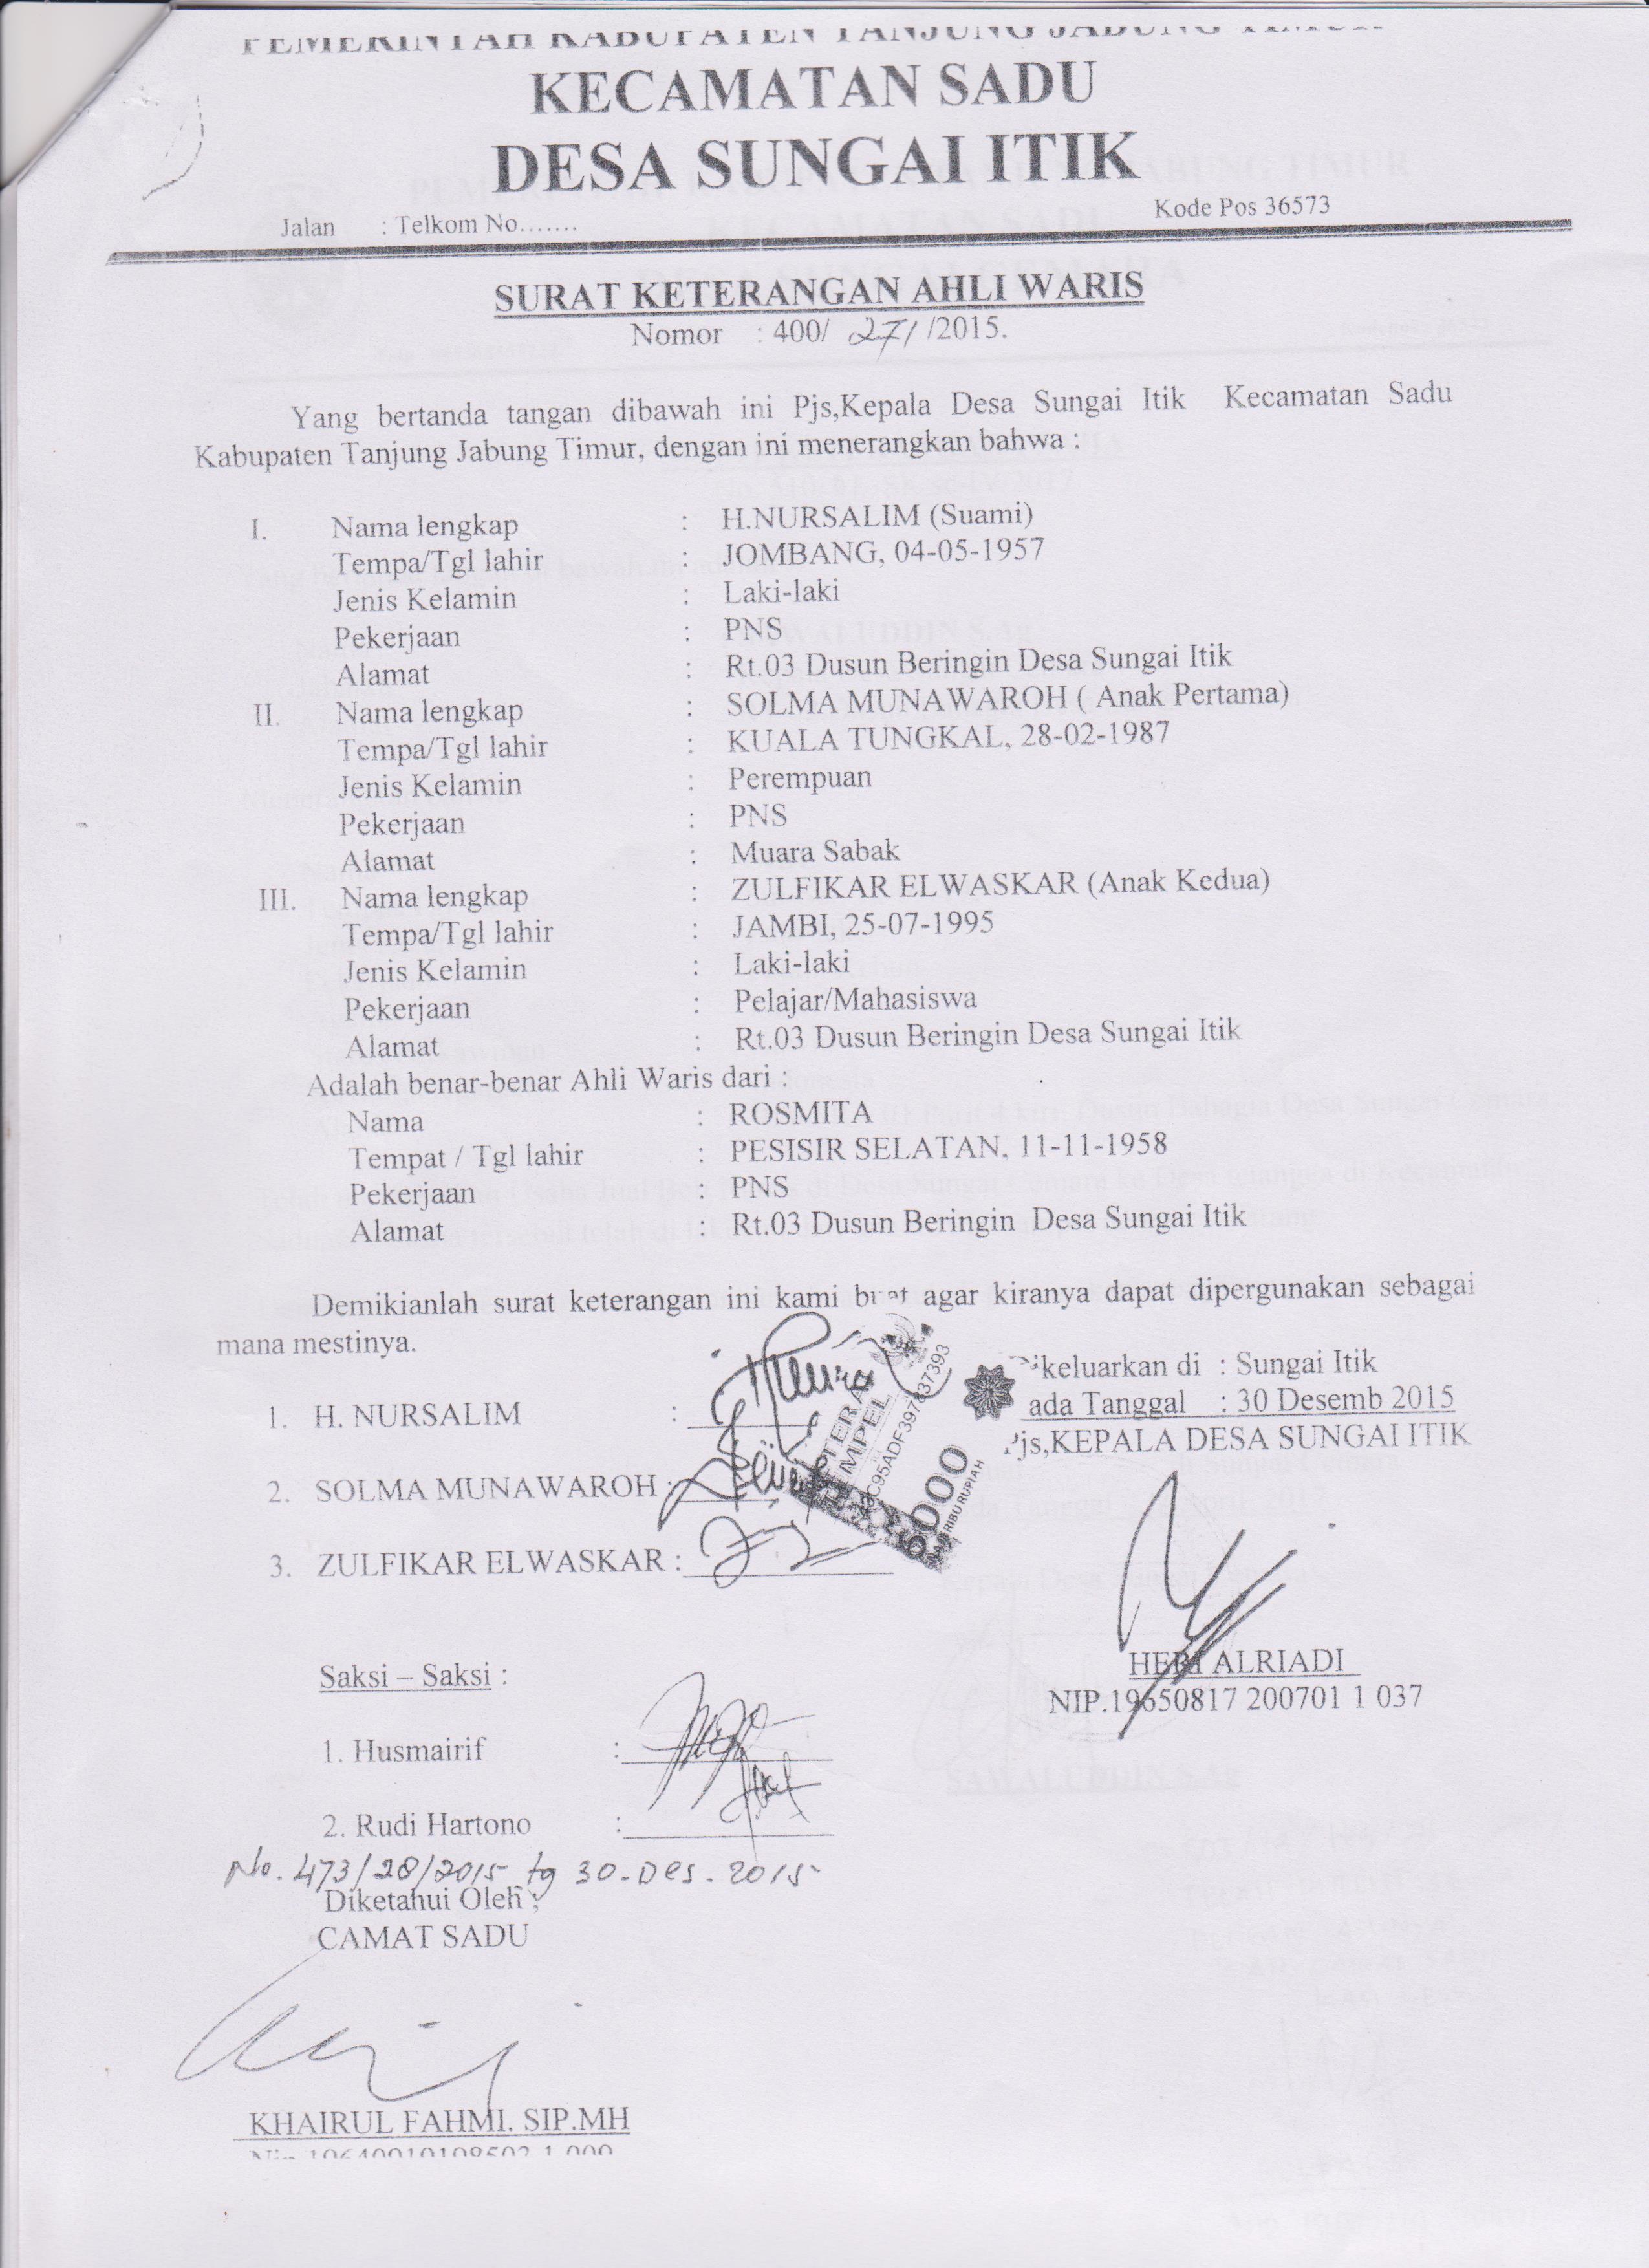 PEMERINTAH KABUPATEN TANJUNG JABUNG TIMUR
KECAMATAN SADU
DESA SUNGAI ITIK
Jalan : Telkom No....... Kode Pos 36573
SURAT KETERANGAN AHLI WARIS
Nomor : 400/ 271 /2015.
Yang bertanda tangan dibawah ini Pjs,Kepala Desa Sungai Itik Kecamatan Sadu
Kabupaten Tanjung Jabung Timur, dengan ini menerangkan bahwa :
I. Nama lengkap : H.NURSALIM (Suami)
Tempa/Tgl lahir : JOMBANG, 04-05-1957
Jenis Kelamin : Laki-laki
Pekerjaan : PNS
Alamat : Rt.03 Dusun Beringin Desa Sungai Itik
II. Nama lengkap : SOLMA MUNAWAROH ( Anak Pertama)
Tempa/Tgl lahir : KUALA TUNGKAL, 28-02-1987
Jenis Kelamin : Perempuan
Pekerjaan : PNS
Alamat : Muara Sabak
III. Nama lengkap : ZULFIKAR ELWASKAR (Anak Kedua)
Tempa/Tgl lahir : JAMBI, 25-07-1995
Jenis Kelamin : Laki-laki
Pekerjaan : Pelajar/Mahasiswa
Alamat : Rt.03 Dusun Beringin Desa Sungai Itik
Adalah benar-benar Ahli Waris dari :
Nama : ROSMITA
Tempat / Tgl lahir : PESISIR SELATAN, 11-11-1958
Pekerjaan : PNS
Alamat : Rt.03 Dusun Beringin Desa Sungai Itik
Demikianlah surat keterangan ini kami buat agar kiranya dapat dipergunakan sebagai
mana mestinya.
Dikeluarkan di : Sungai Itik
ada Tanggal : 30 Desemb 2015
Pjs,KEPALA DESA SUNGAI ITIK
1. H. NURSALIM :
2. SOLMA MUNAWAROH :
3. ZULFIKAR ELWASKAR :
TEMPEL
6000
RIBU RUPIAH
HERI ALRIADI
NIP.19650817 200701 1 037
Saksi – Saksi :
1. Husmairif :
2. Rudi Hartono :
No. 473/28/2015 tg 30-Des-2015
Diketahui Oleh :
CAMAT SADU
KHAIRUL FAHMI. SIP.MH